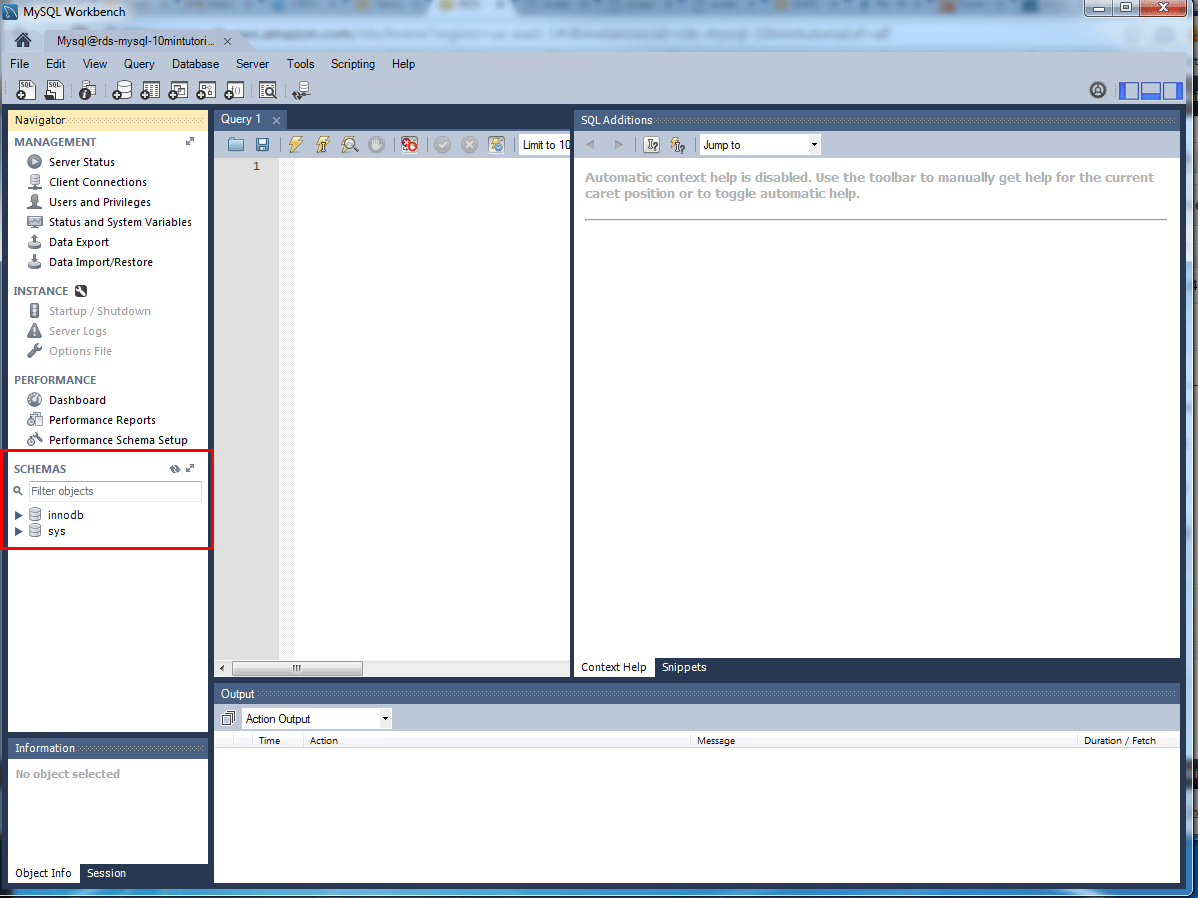 MySQL Workbench
Mysql@rds-mysql-10mintutori...
File Edit View Query Database Server Tools Scripting Help
Navigator
MANAGEMENT
Server Status
Client Connections
Users and Privileges
Status and System Variables
Data Export
Data Import/Restore
INSTANCE
Startup / Shutdown
Server Logs
Options File
PERFORMANCE
Dashboard
Performance Reports
Performance Schema Setup
SCHEMAS
Filter objects
innodb
sys
Information
No object selected
Object Info Session
Query 1
Limit to 10
1
SQL Additions
Jump to
Automatic context help is disabled. Use the toolbar to manually get help for the current
caret position or to toggle automatic help.
Context Help Snippets
Output
Action Output
Time Action Message Duration / Fetch